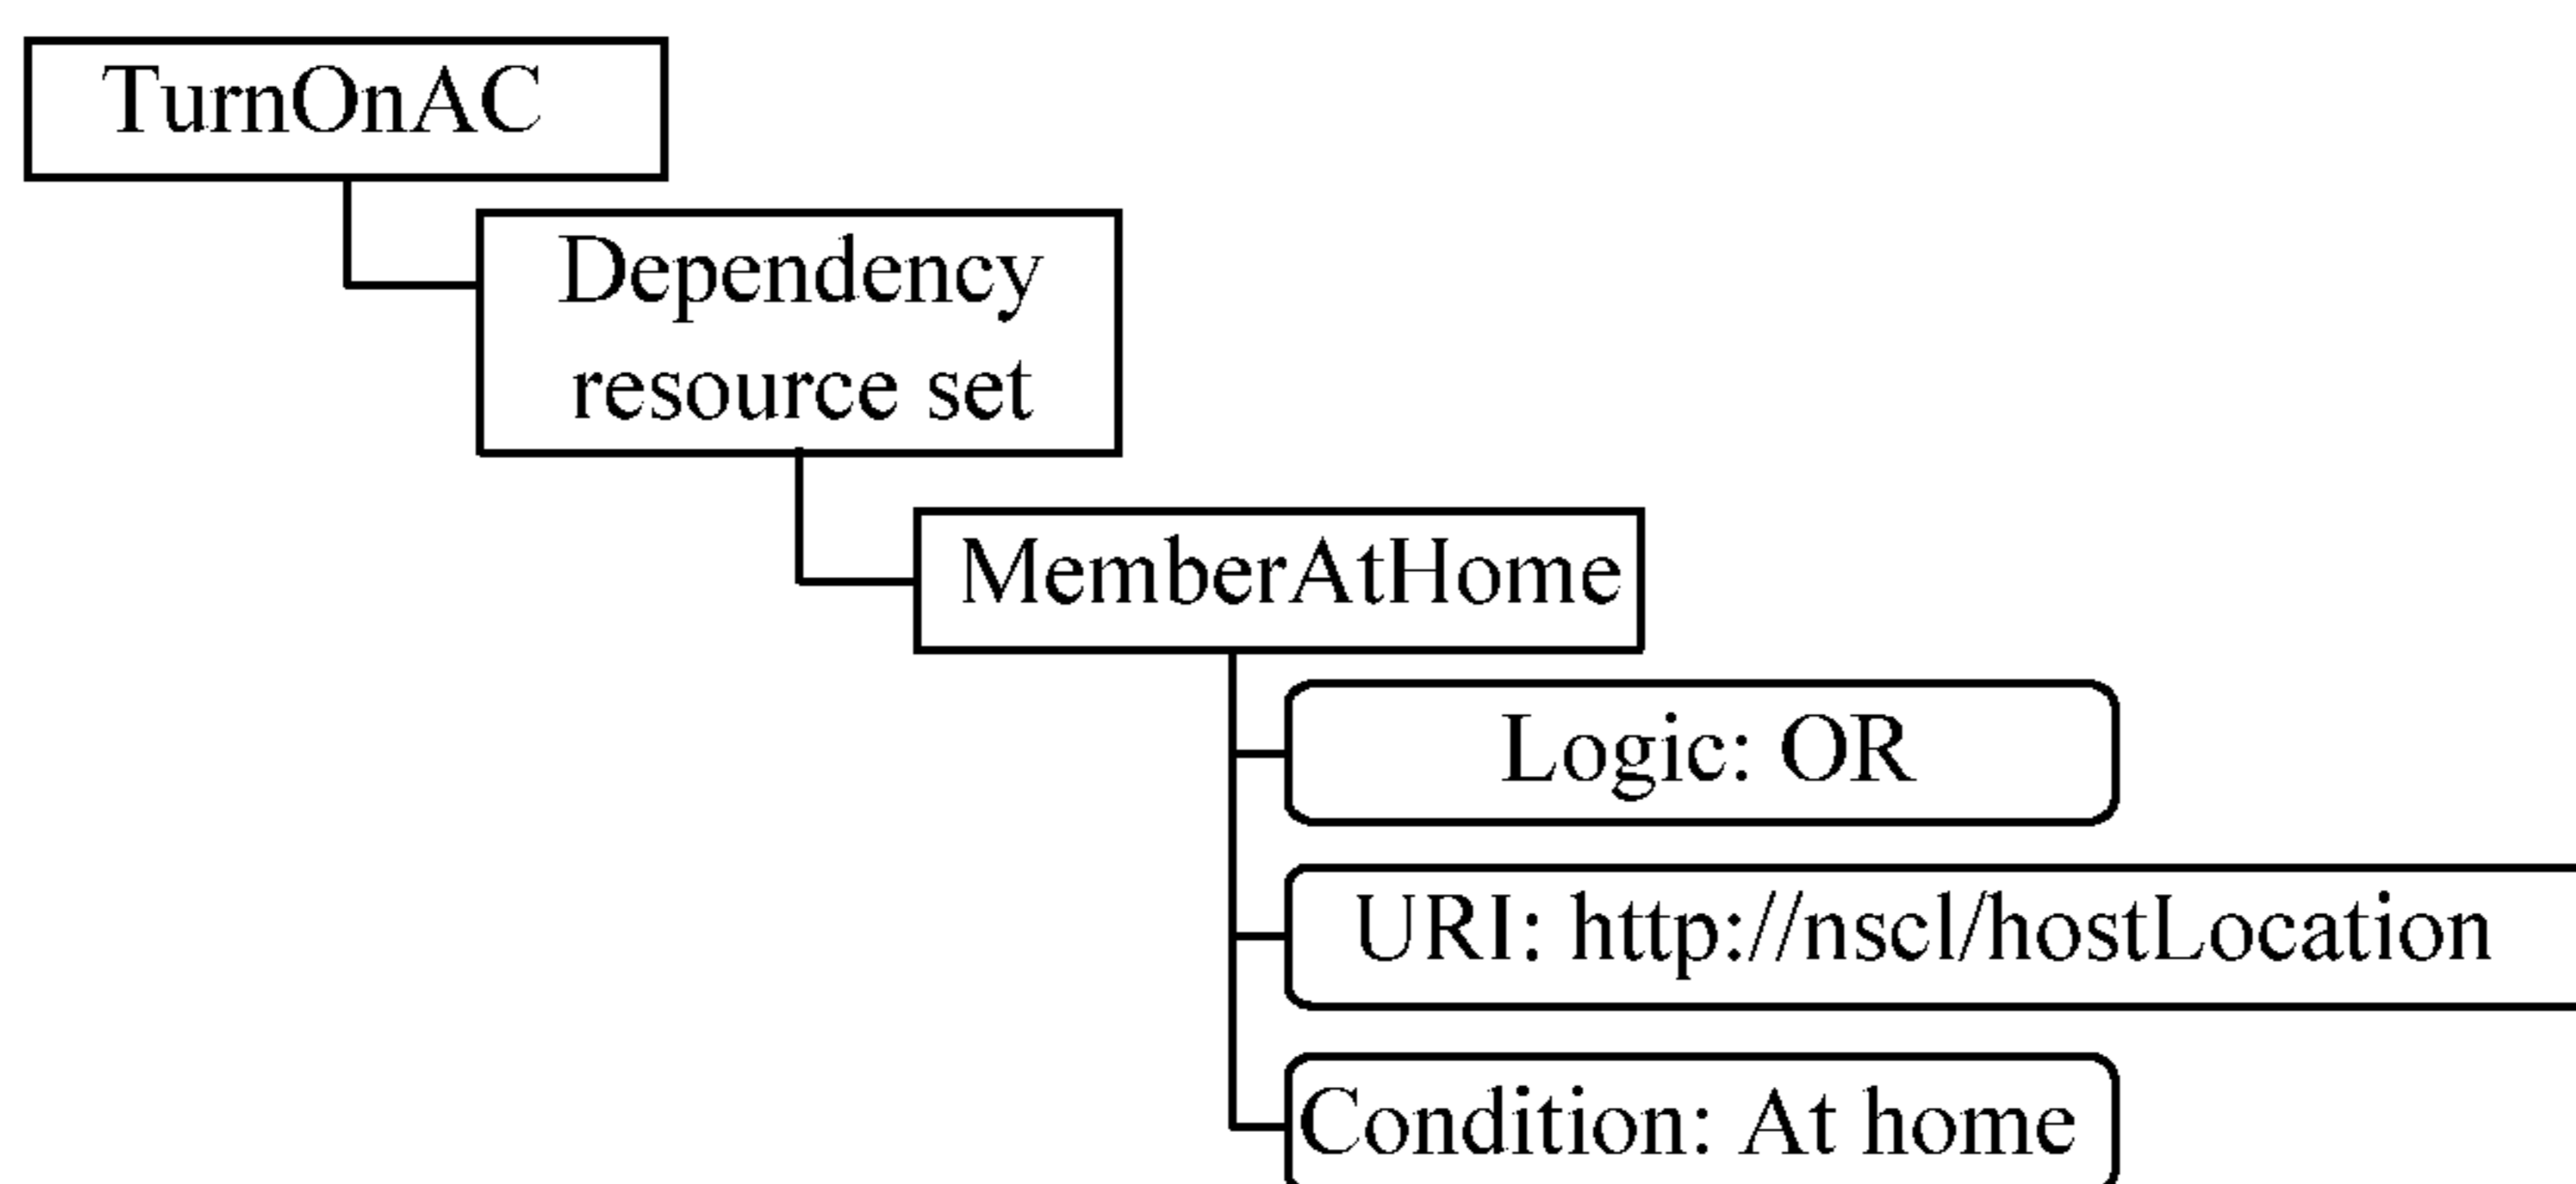 TurnOnAC
Dependency
resource set
MemberAtHome
Logic: OR
URI: http://nscl/hostLocation
Condition: At home